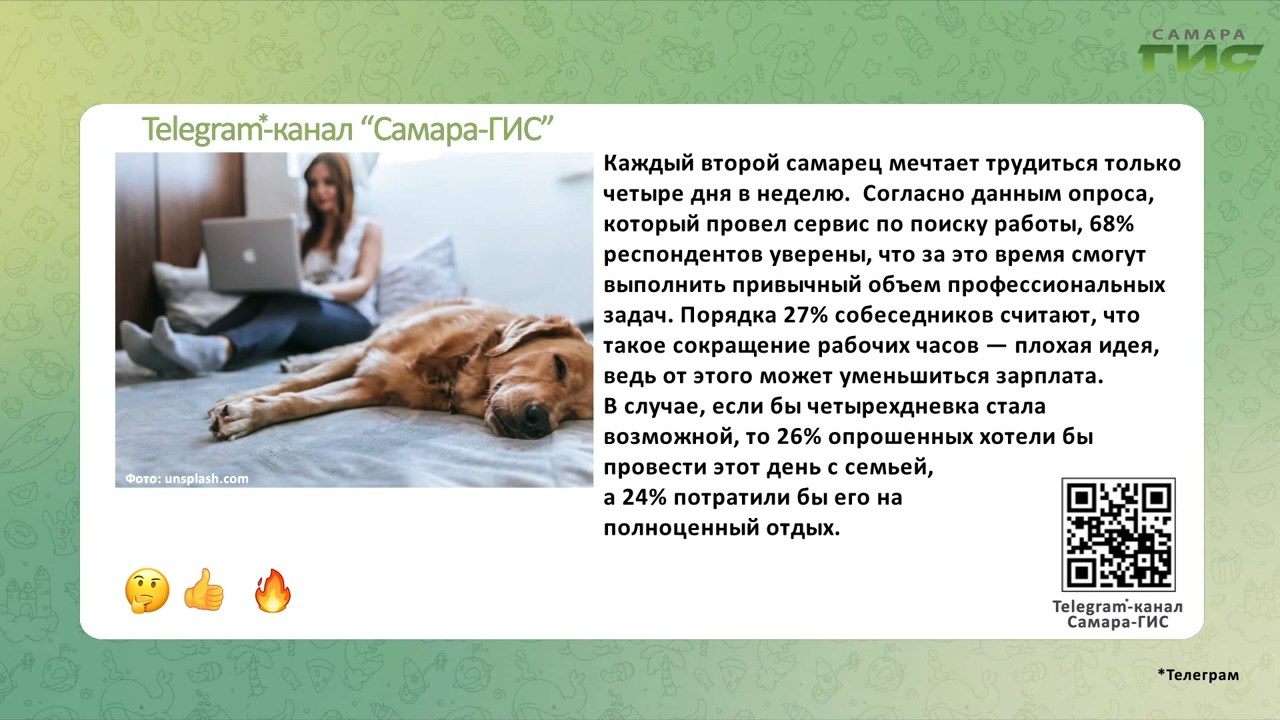 САМАРА
ГИС
Telegram*-канал “Самара-ГИС”
Каждый второй самарец мечтает трудиться только
четыре дня в неделю. Согласно данным опроса,
который провел сервис по поиску работы, 68%
респондентов уверены, что за это время смогут
выполнить привычный объем профессиональных
задач. Порядка 27% собеседников считают, что
такое сокращение рабочих часов — плохая идея,
ведь от этого может уменьшиться зарплата.
В случае, если бы четырехдневка стала
возможной, то 26% опрошенных хотели бы
провести этот день с семьей,
а 24% потратили бы его на
полноценный отдых.
Фото: unsplash.com
Telegram*-канал
Самара-ГИС
*Телеграм